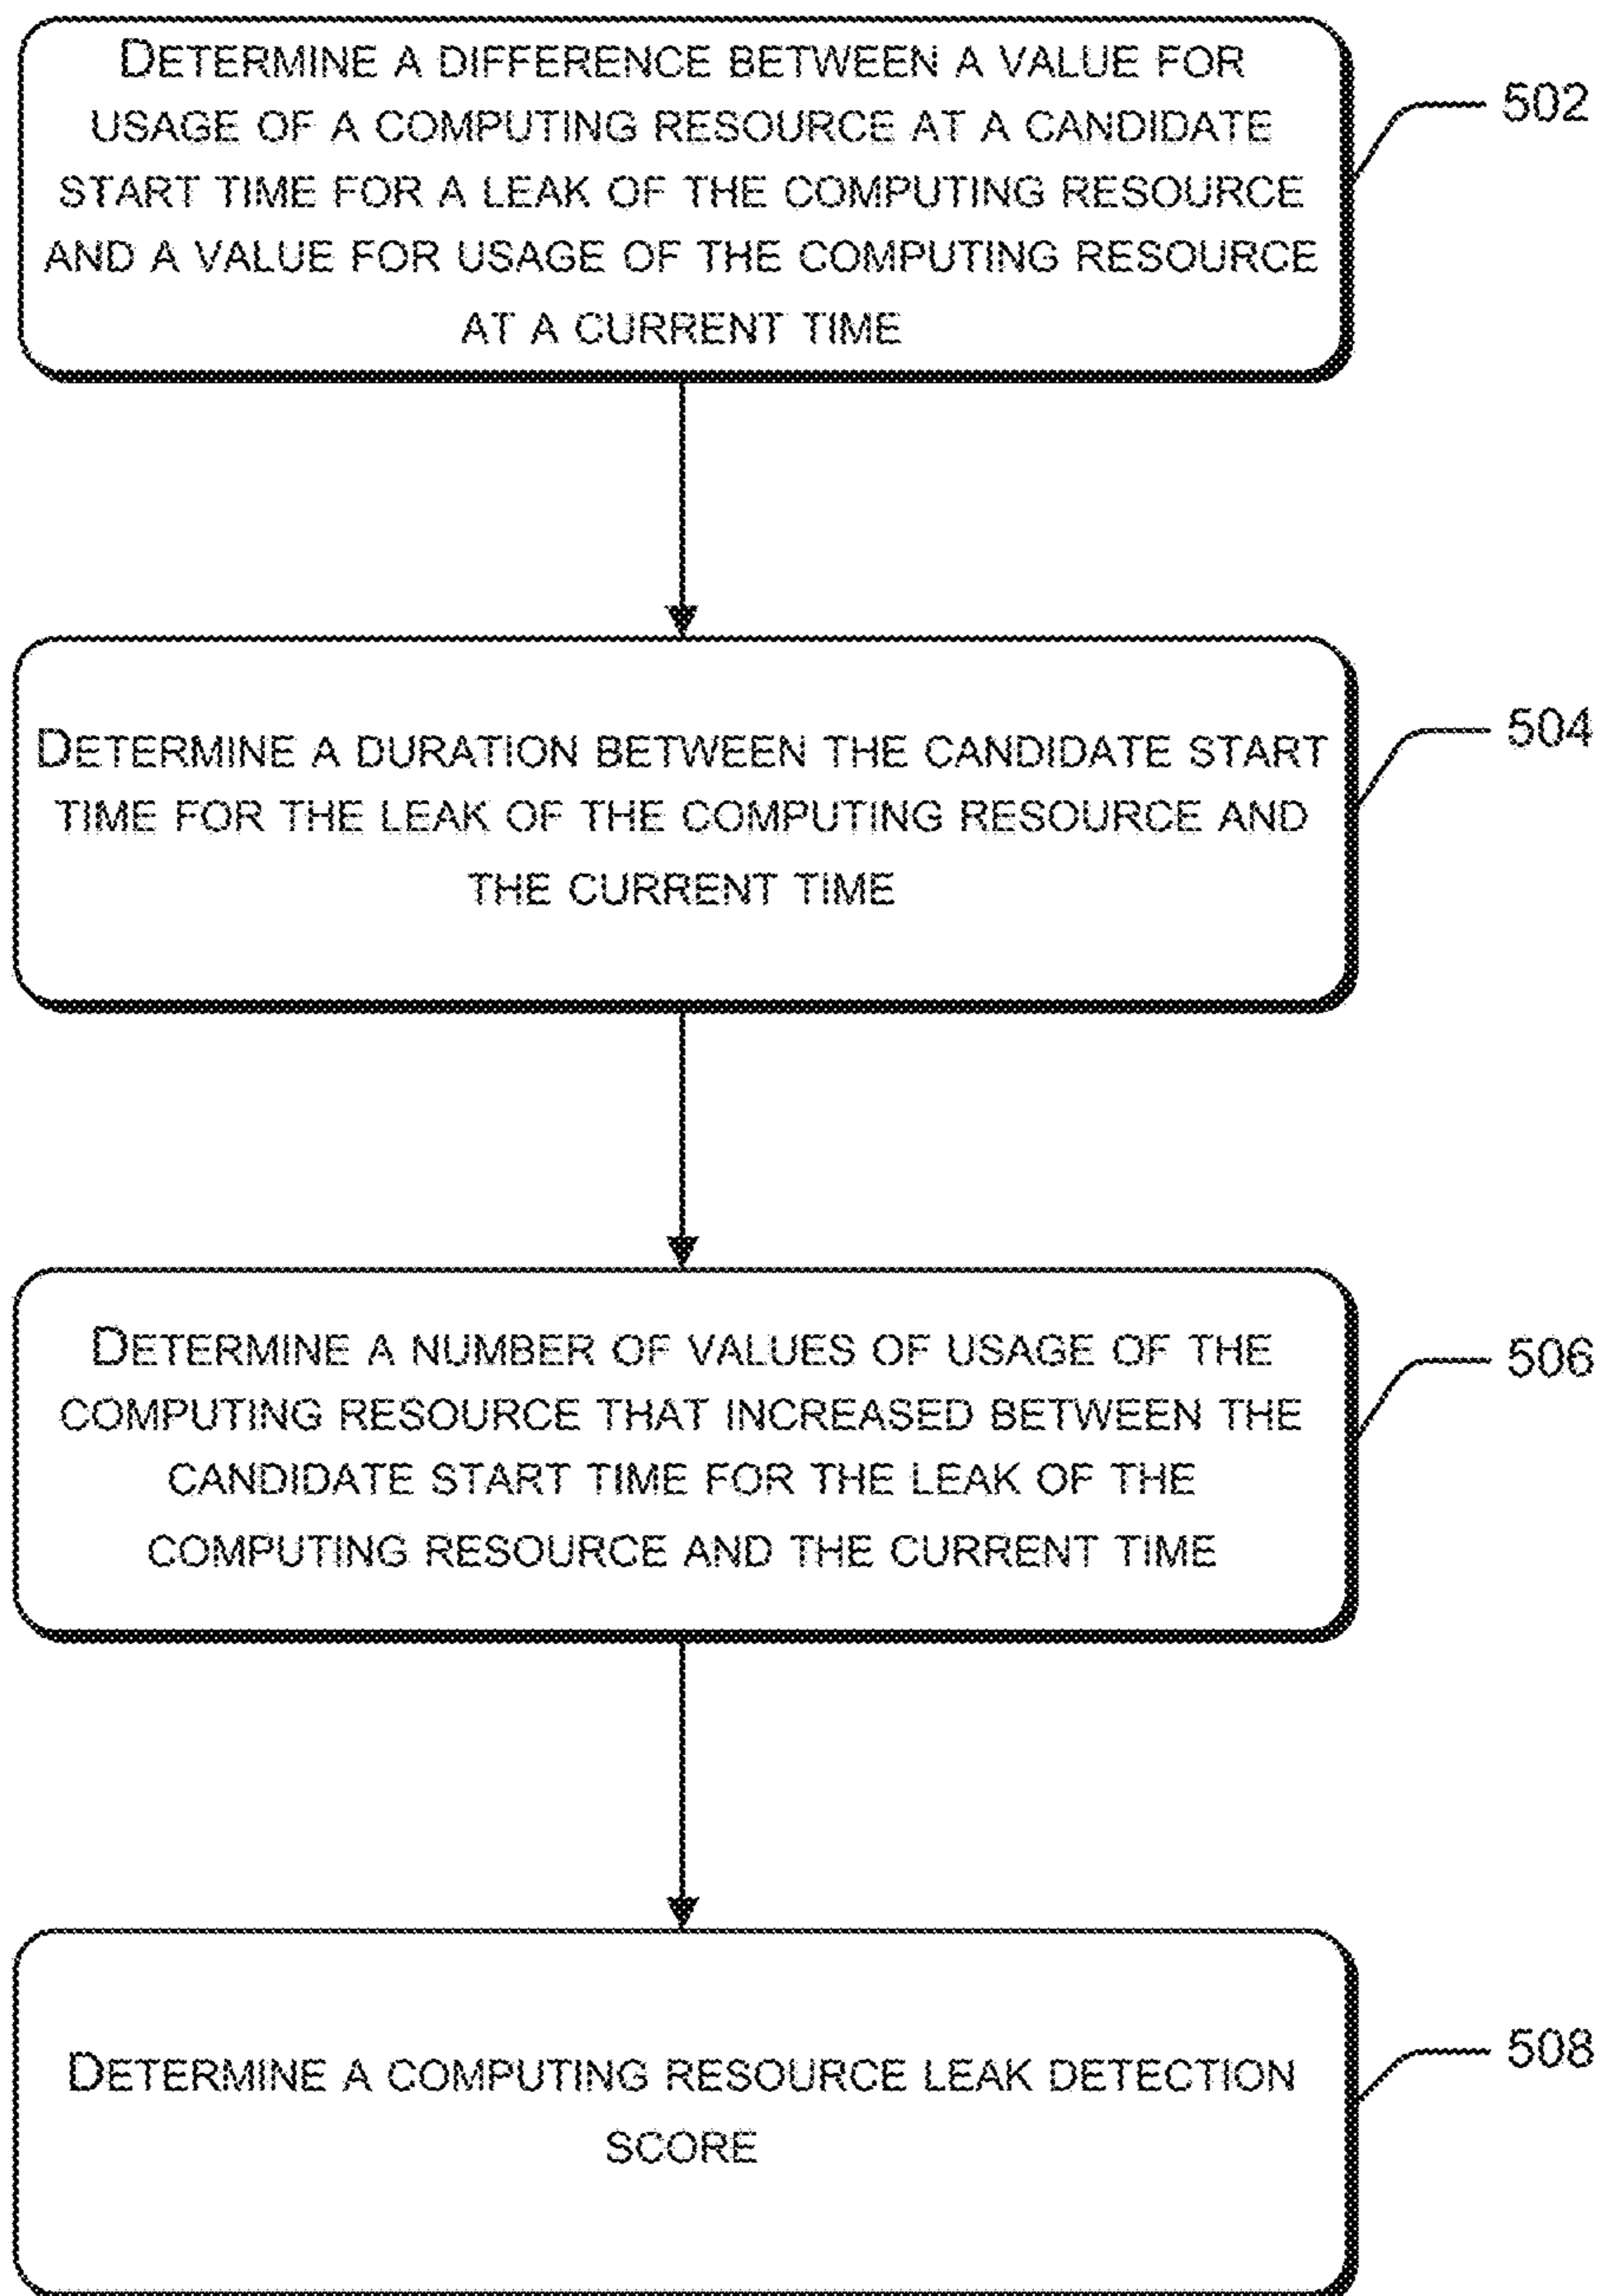 DETERMINE A DIFFERENCE BETWEEN A VALUE FOR
USAGE OF A COMPUTING RESOURCE AT A CANDIDATE
START TIME FOR A LEAK OF THE COMPUTING RESOURCE
AND A VALUE FOR USAGE OF THE COMPUTING RESOURCE
AT A CURRENT TIME
502
DETERMINE A DURATION BETWEEN THE CANDIDATE START
TIME FOR THE LEAK OF THE COMPUTING RESOURCE AND
THE CURRENT TIME
504
DETERMINE A NUMBER OF VALUES OF USAGE OF THE
COMPUTING RESOURCE THAT INCREASED BETWEEN THE
CANDIDATE START TIME FOR THE LEAK OF THE
COMPUTING RESOURCE AND THE CURRENT TIME
506
DETERMINE A COMPUTING RESOURCE LEAK DETECTION
SCORE
508